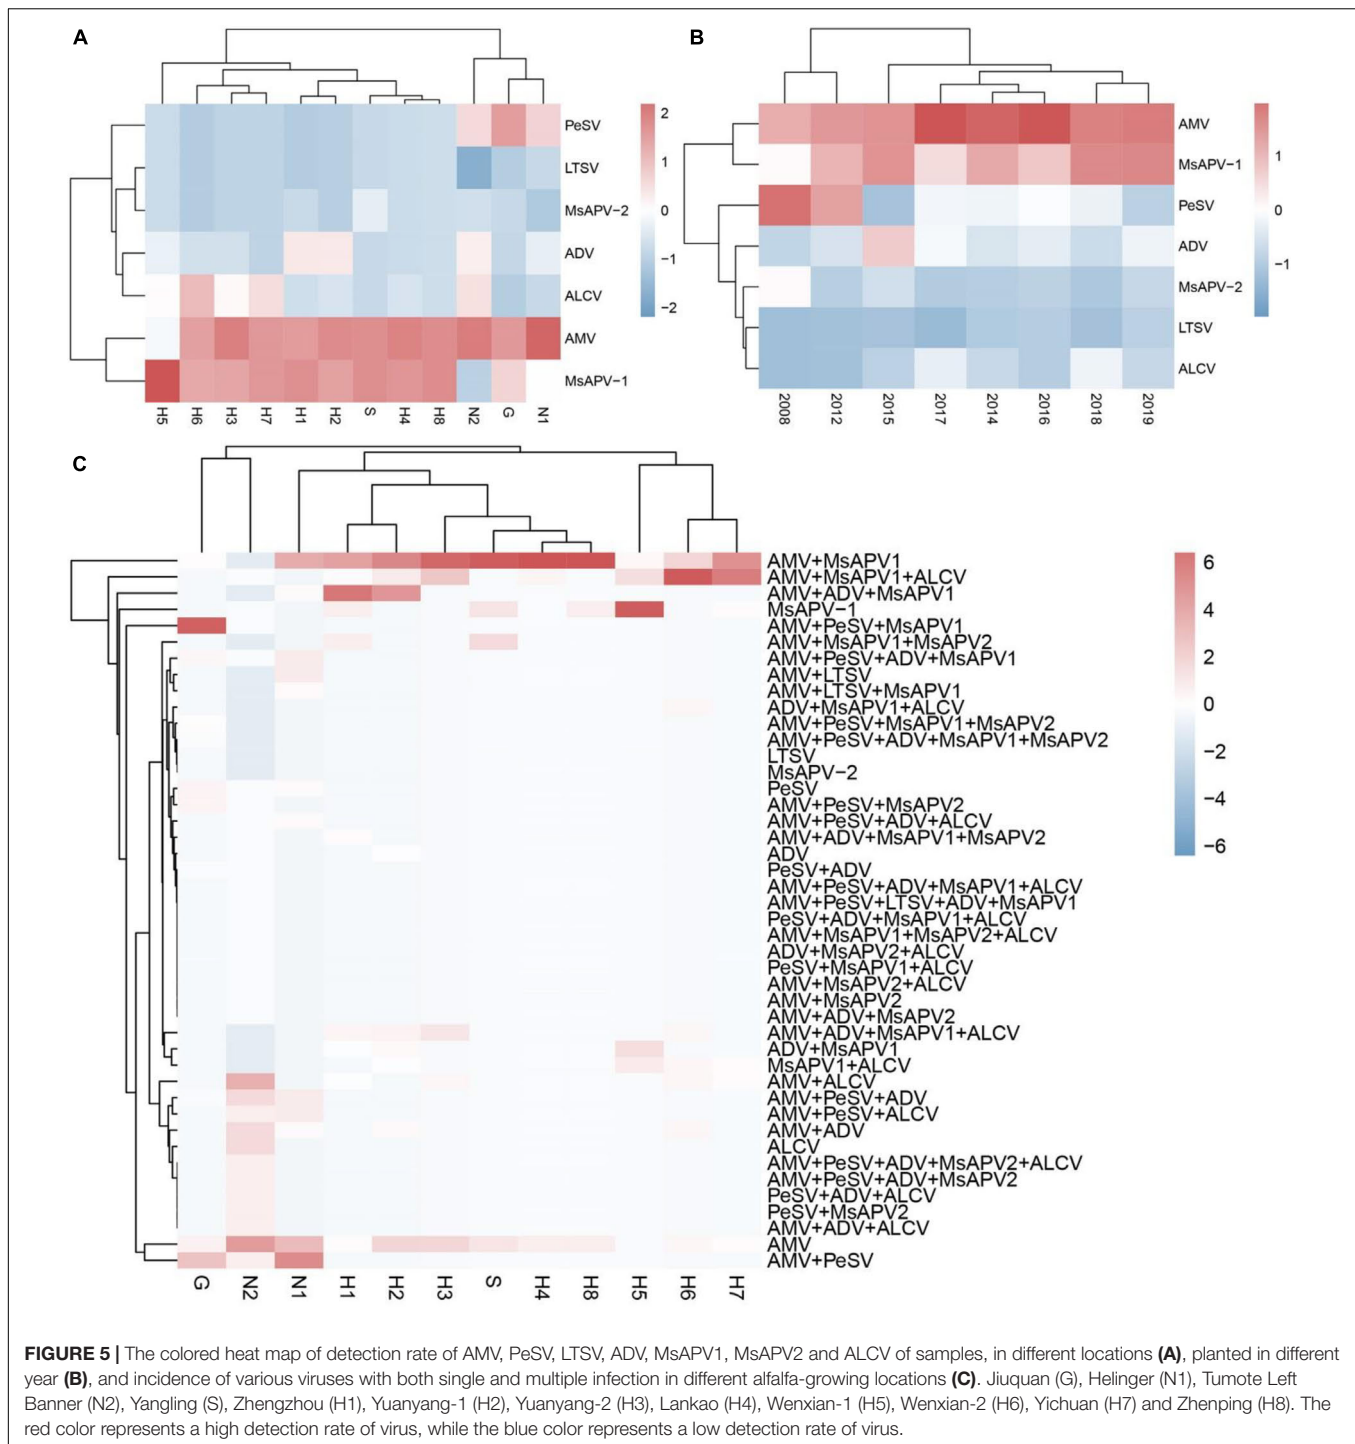 A
PeSV
LTSV
MsAPV−2
ADV
ALCV
AMV
MsAPV−1
2
1
0
−1
−2
H5 H6 H3 H7 H1 H2 S H4 H8 N2 G N1
B
AMV
MsAPV−1
PeSV
ADV
MsAPV−2
LTSV
ALCV
1
0
−1
2008 2012 2015 2017 2014 2016 2018 2019
C
AMV+MsAPV1
AMV+MsAPV1+ALCV
AMV+ADV+MsAPV1
MsAPV−1
AMV+PeSV+MsAPV1
AMV+MsAPV1+MsAPV2
AMV+PeSV+ADV+MsAPV1
AMV+LTSV
AMV+LTSV+MsAPV1
ADV+MsAPV1+ALCV
AMV+PeSV+MsAPV1+MsAPV2
AMV+PeSV+ADV+MsAPV1+MsAPV2
LTSV
MsAPV−2
PeSV
AMV+PeSV+MsAPV2
AMV+PeSV+ADV+ALCV
AMV+ADV+MsAPV1+MsAPV2
ADV
PeSV+ADV
AMV+PeSV+ADV+MsAPV1+ALCV
AMV+PeSV+LTSV+ADV+MsAPV1
PeSV+ADV+MsAPV1+ALCV
AMV+MsAPV1+MsAPV2+ALCV
ADV+MsAPV2+ALCV
PeSV+MsAPV1+ALCV
AMV+MsAPV2+ALCV
AMV+MsAPV2
AMV+ADV+MsAPV2
AMV+ADV+MsAPV1+ALCV
ADV+MsAPV1
MsAPV1+ALCV
AMV+ALCV
AMV+PeSV+ADV
AMV+PeSV+ALCV
AMV+ADV
ALCV
AMV+PeSV+ADV+MsAPV2+ALCV
AMV+PeSV+ADV+MsAPV2
PeSV+ADV+ALCV
PeSV+MsAPV2
AMV+ADV+ALCV
AMV
AMV+PeSV
6
4
2
0
−2
−4
−6
G N2 N1 H1 H2 H3 S H4 H8 H5 H6 H7
FIGURE 5 | The colored heat map of detection rate of AMV, PeSV, LTSV, ADV, MsAPV1, MsAPV2 and ALCV of samples, in different locations (A), planted in different
year (B), and incidence of various viruses with both single and multiple infection in different alfalfa-growing locations (C). Jiuquan (G), Helinger (N1), Tumote Left
Banner (N2), Yangling (S), Zhengzhou (H1), Yuanyang-1 (H2), Yuanyang-2 (H3), Lankao (H4), Wenxian-1 (H5), Wenxian-2 (H6), Yichuan (H7) and Zhenping (H8). The
red color represents a high detection rate of virus, while the blue color represents a low detection rate of virus.